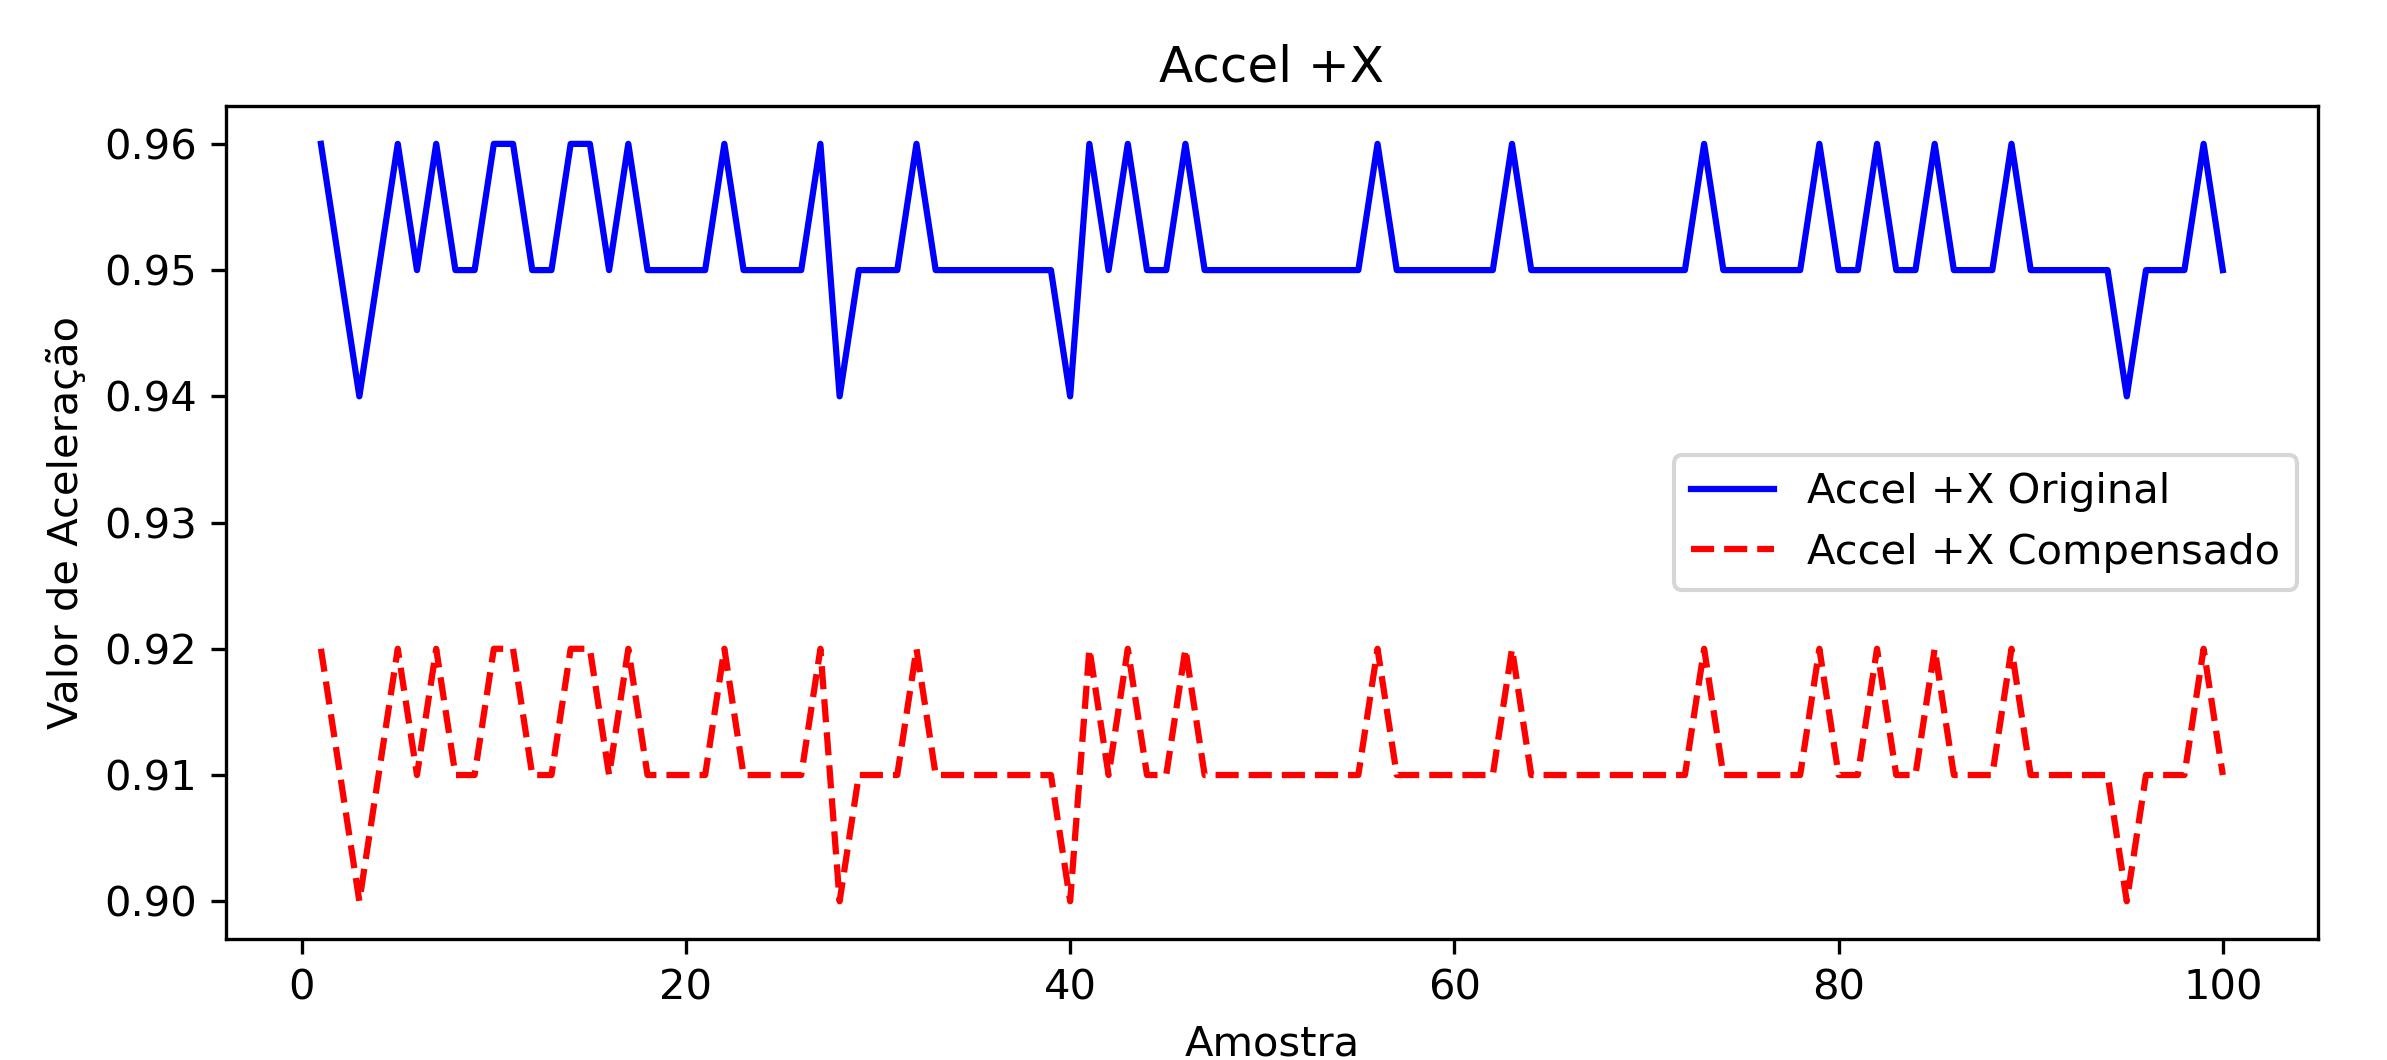 Accel +X
Valor de Aceleração
0.96
0.95
0.94
0.93
0.92
0.91
0.90
Accel +X Original
Accel +X Compensado
0 20 40 60 80 100
Amostra